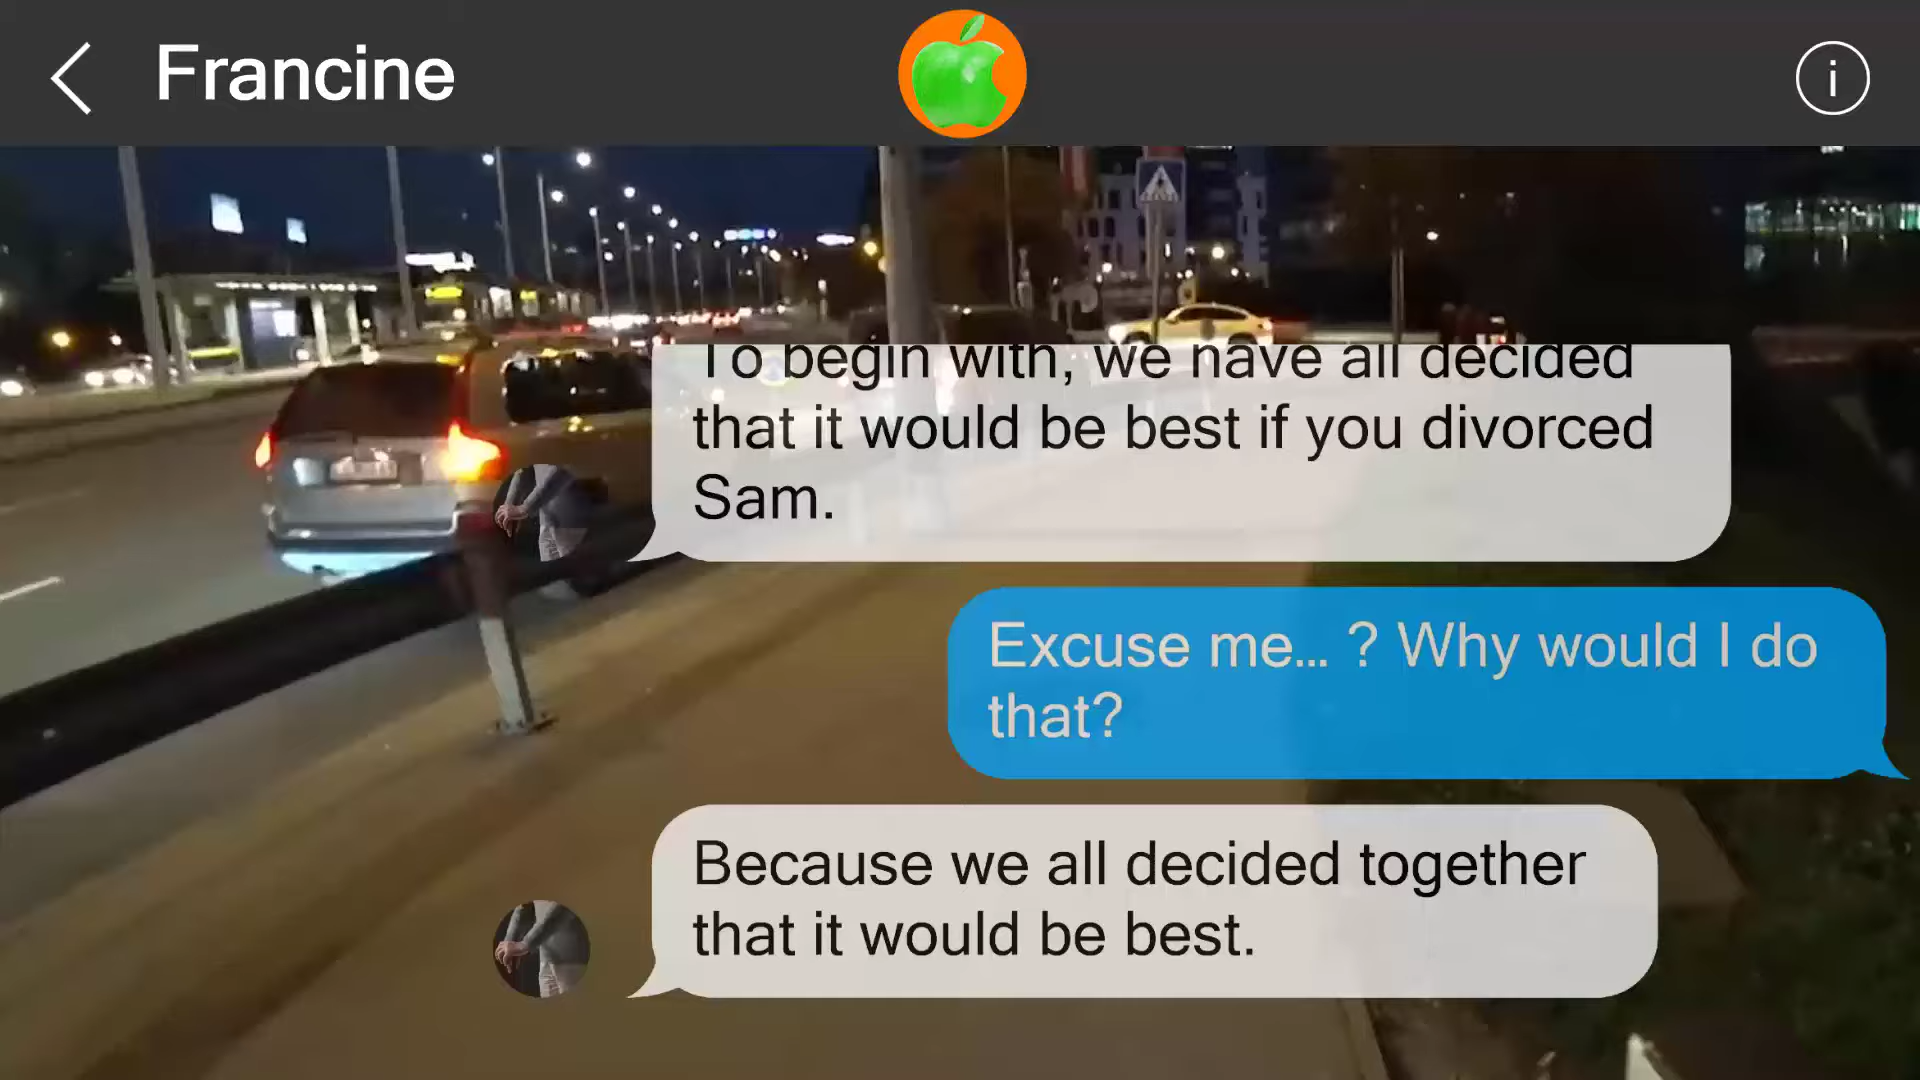 Francine
i
To begin with, we have all decided
that it would be best if you divorced
Sam.
Excuse me... ? Why would I do
that?
Because we all decided together
that it would be best.